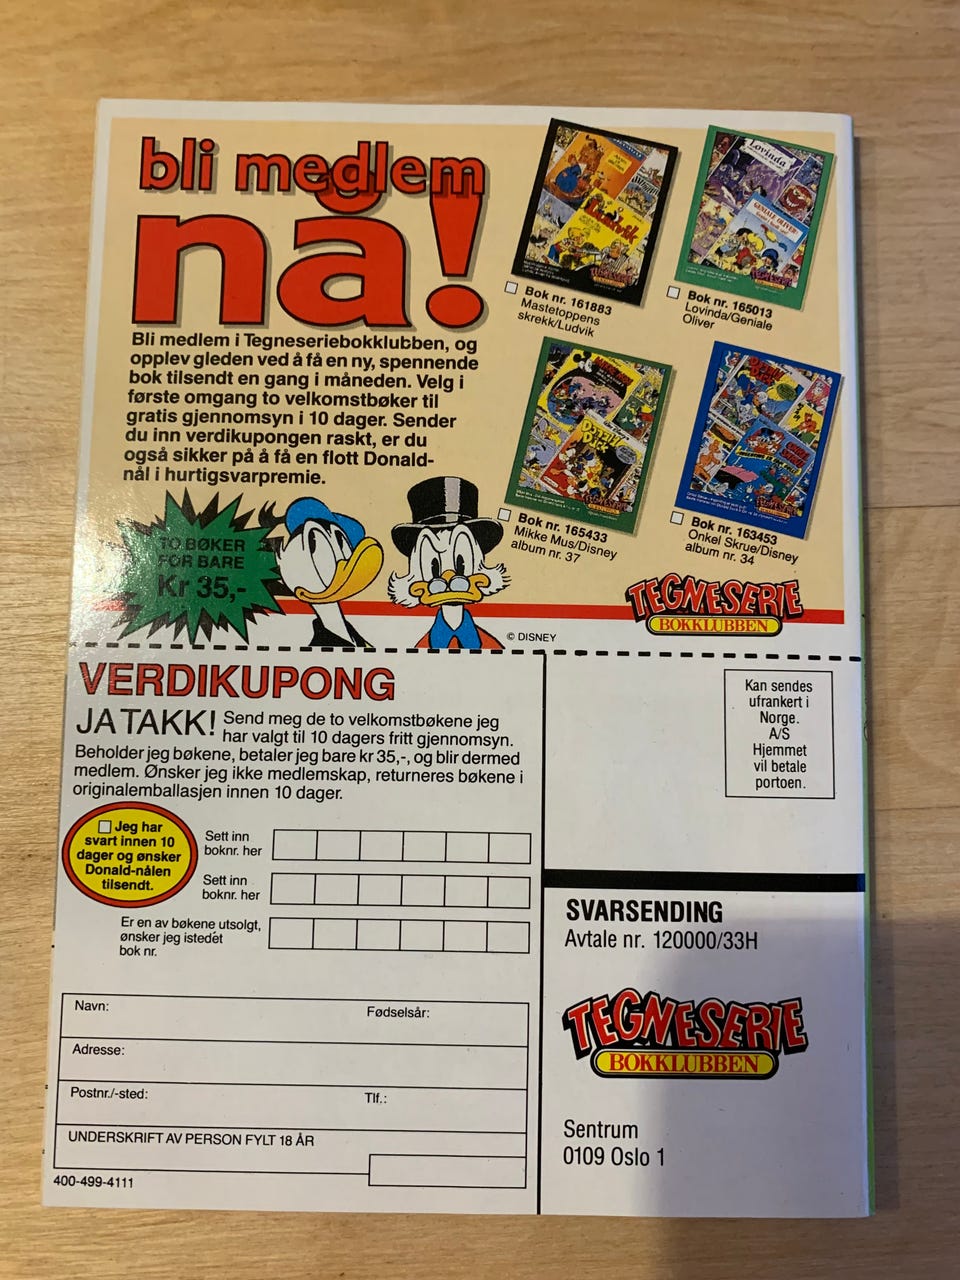 bli medlem
nå!
Bli medlem i Tegneseriebokklubben, og
opplev gleden ved å få en ny, spennende
bok tilsendt en gang i måneden. Velg i
første omgang to velkomstbøker til
gratis gjennomsyn i 10 dager. Sender
du inn verdikupongen raskt, er du
også sikker på å få en flott Donald-
nål i hurtigsvarpremie.
TO BØKER
FOR BARE
Kr 35,-
Ludvik
Bok nr. 161883
Mastetoppens
skrekk/Ludvik
Lovinda
GENIALE OLIVER
Bok nr. 165013
Lovinda/Geniale
Oliver
DONALD DUCK
Bok nr. 165433
Mikke Mus/Disney
album nr. 37
Bok nr. 163453
Onkel Skrue/Disney
album nr. 34
TEGNESERIE
BOKKLUBBEN
© DISNEY
VERDIKUPONG
JA TAKK! Send meg de to velkomstbøkene jeg
har valgt til 10 dagers fritt gjennomsyn.
Beholder jeg bøkene, betaler jeg bare kr 35,-, og blir dermed
medlem. Ønsker jeg ikke medlemskap, returneres bøkene i
originalemballasjen innen 10 dager.
Jeg har
svart innen 10
dager og ønsker
Donald-nålen
tilsendt.
Sett inn
boknr. her
Sett inn
boknr. her
Er en av bøkene utsolgt,
ønsker jeg istedet
bok nr.
Navn: Fødselsår:
Adresse:
Postnr./-sted: Tlf.:
UNDERSKRIFT AV PERSON FYLT 18 ÅR
400-499-4111
Kan sendes
ufrankert i
Norge.
A/S
Hjemmet
vil betale
portoen.
SVARSENDING
Avtale nr. 120000/33H
TEGNESERIE
BOKKLUBBEN
Sentrum
0109 Oslo 1